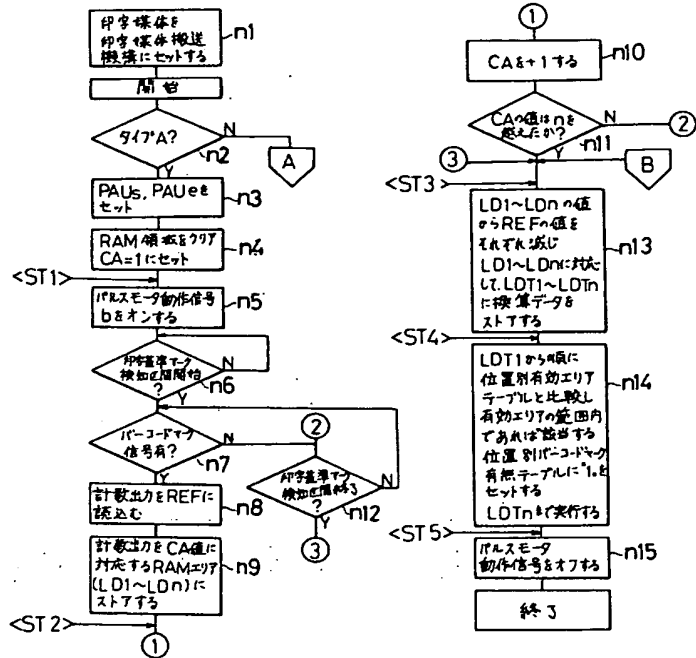 印字媒体を
印字媒体搬送
機構にセットする
n1
開始
タイプA?
N
n2
Y
A
PAUs, PAUeを
セット
n3
RAM領域をクリア
CA=1にセット
n4
<ST1>
パルスモータ動作信号
bをオンする
n5
印字基準マーク
検知区間開始
?
N
n6
Y
バーコードマーク
信号有?
N
n7
Y
計数出力をREFに
読込む
n8
計数出力をCA値に
対応するRAMエリア
(LD1~LDn)に
ストアする
n9
<ST2>
①
②
印字基準マーク
検知区間終了
?
N
n12
Y
③
①
CAを+1する
n10
CAの値はnを
越えたか?
N
②
n11
Y
③
B
<ST3>
LD1~LDnの値
からREFの値を
それぞれ減じ
LD1~LDnに対応
して、LDT1~LDTn
に換算データを
ストアする
n13
<ST4>
LDT1から順に
位置別有効エリア
テーブルと比較し
有効エリアの範囲内
であれば該当する
位置別バーコードマーク
有無テーブルに"1"を
セットする
LDTnまで実行する
n14
<ST5>
パルスモータ
動作信号をオフする
n15
終了